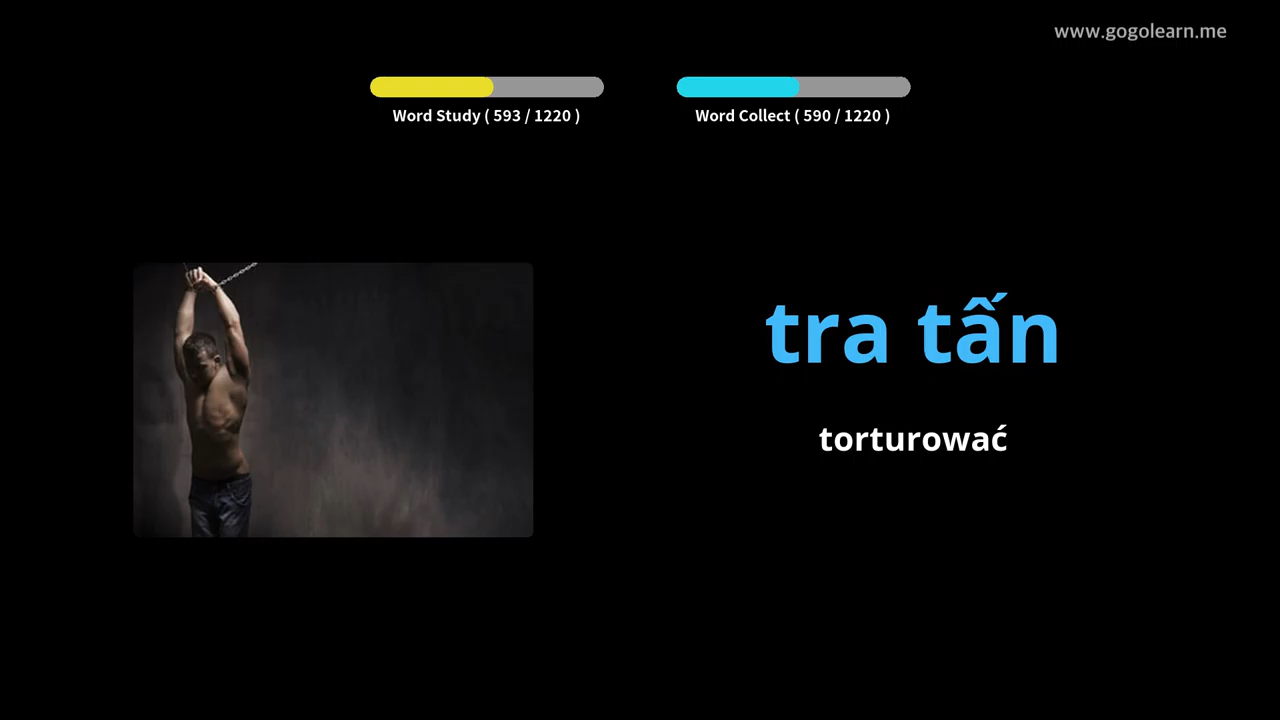 www.gogolearn.me
Word Study ( 593 / 1220 )
Word Collect ( 590 / 1220 )
tra tấn
torturować